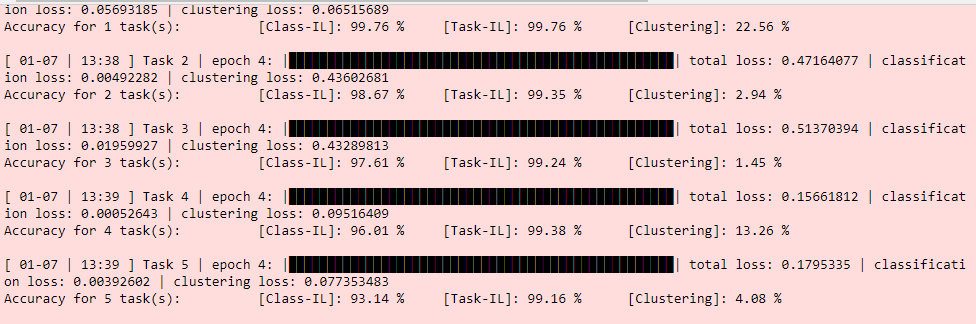 ion loss: 0.05693185 | clustering loss: 0.06515689
Accuracy for 1 task(s): [Class-IL]: 99.76 % [Task-IL]: 99.76 % [Clustering]: 22.56 %
[ 01-07 | 13:38 ] Task 2 | epoch 4: | | total loss: 0.47164077 | classificat
ion loss: 0.00492282 | clustering loss: 0.43602681
Accuracy for 2 task(s): [Class-IL]: 98.67 % [Task-IL]: 99.35 % [Clustering]: 2.94 %
[ 01-07 | 13:38 ] Task 3 | epoch 4: | | total loss: 0.51370394 | classificat
ion loss: 0.01959927 | clustering loss: 0.43289813
Accuracy for 3 task(s): [Class-IL]: 97.61 % [Task-IL]: 99.24 % [Clustering]: 1.45 %
[ 01-07 | 13:39 ] Task 4 | epoch 4: | | total loss: 0.15661812 | classificat
ion loss: 0.00052643 | clustering loss: 0.09516409
Accuracy for 4 task(s): [Class-IL]: 96.01 % [Task-IL]: 99.38 % [Clustering]: 13.26 %
[ 01-07 | 13:39 ] Task 5 | epoch 4: | | total loss: 0.1795335 | classificati
on loss: 0.00392602 | clustering loss: 0.077353483
Accuracy for 5 task(s): [Class-IL]: 93.14 % [Task-IL]: 99.16 % [Clustering]: 4.08 %